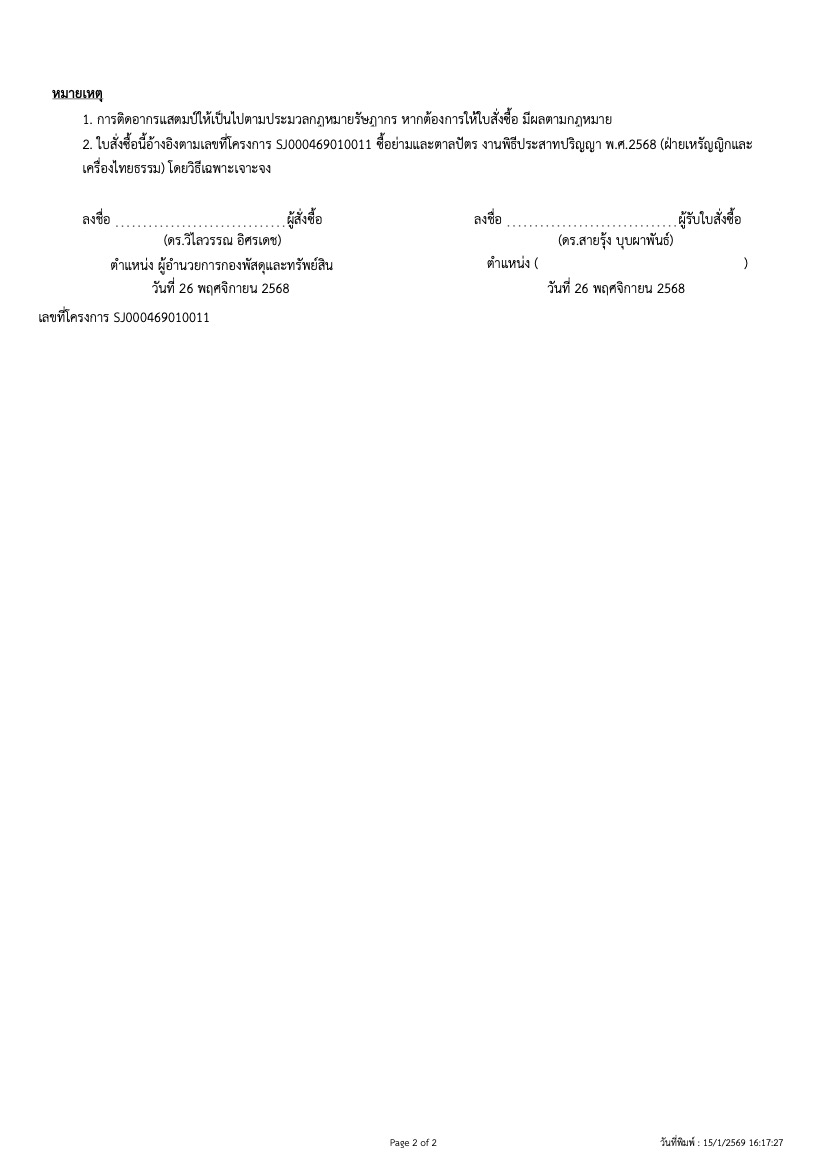 หมายเหตุ
1. การติดอากรแสตมป์ให้เป็นไปตามประมวลกฎหมายรัษฎากร หากต้องการให้ใบสั่งซื้อ มีผลตามกฎหมาย
2. ใบสั่งซื้อนี้อ้างอิงตามเลขที่โครงการ SJ000469010011 ซื้อย่ามและตาลปัตร งานพิธีประสาทปริญญา พ.ศ.2568 (ฝ่ายเหรัญญิกและ
เครื่องไทยธรรม) โดยวิธีเฉพาะเจาะจง
ลงชื่อ ...............................ผู้สั่งซื้อ
(ดร.วิไลวรรณ อิศรเดช)
ตำแหน่ง ผู้อำนวยการกองพัสดุและทรัพย์สิน
วันที่ 26 พฤศจิกายน 2568
ลงชื่อ ...............................ผู้รับใบสั่งซื้อ
(ดร.สายรุ้ง บุบผาพันธ์)
ตำแหน่ง ( )
วันที่ 26 พฤศจิกายน 2568
เลขที่โครงการ SJ000469010011
Page 2 of 2
วันที่พิมพ์ : 15/1/2569 16:17:27